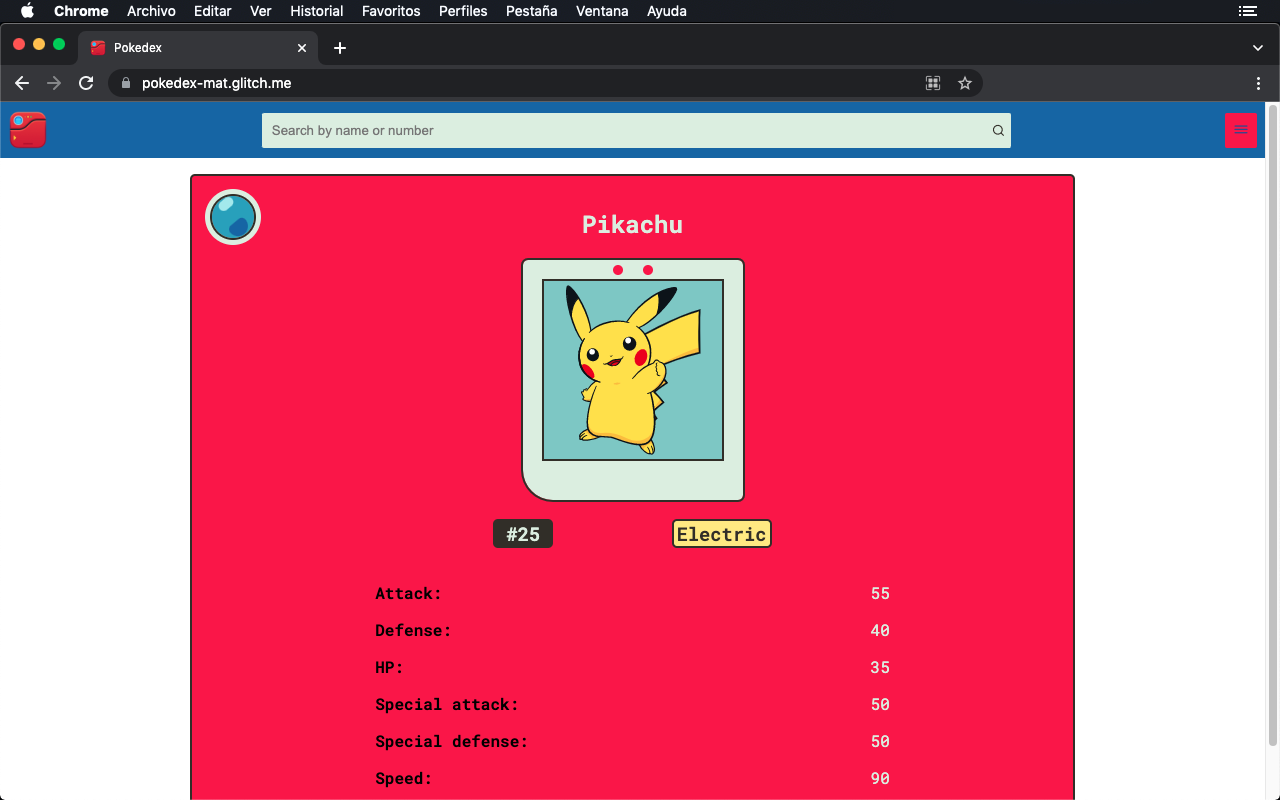 Chrome Archivo Editar Ver Historial Favoritos Perfiles Pestaña Ventana Ayuda
Pokedex
pokedex-mat.glitch.me
Search by name or number
Pikachu
#25 Electric
Attack: 55
Defense: 40
HP: 35
Special attack: 50
Special defense: 50
Speed: 90